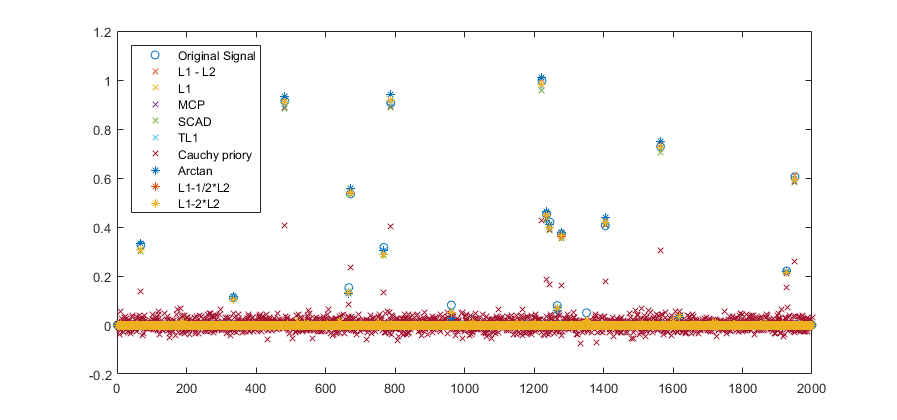 1.2
1
0.8
0.6
0.4
0.2
0
-0.2
Original Signal
L1 - L2
L1
MCP
SCAD
TL1
Cauchy priory
Arctan
L1-1/2*L2
L1-2*L2
0 200 400 600 800 1000 1200 1400 1600 1800 2000